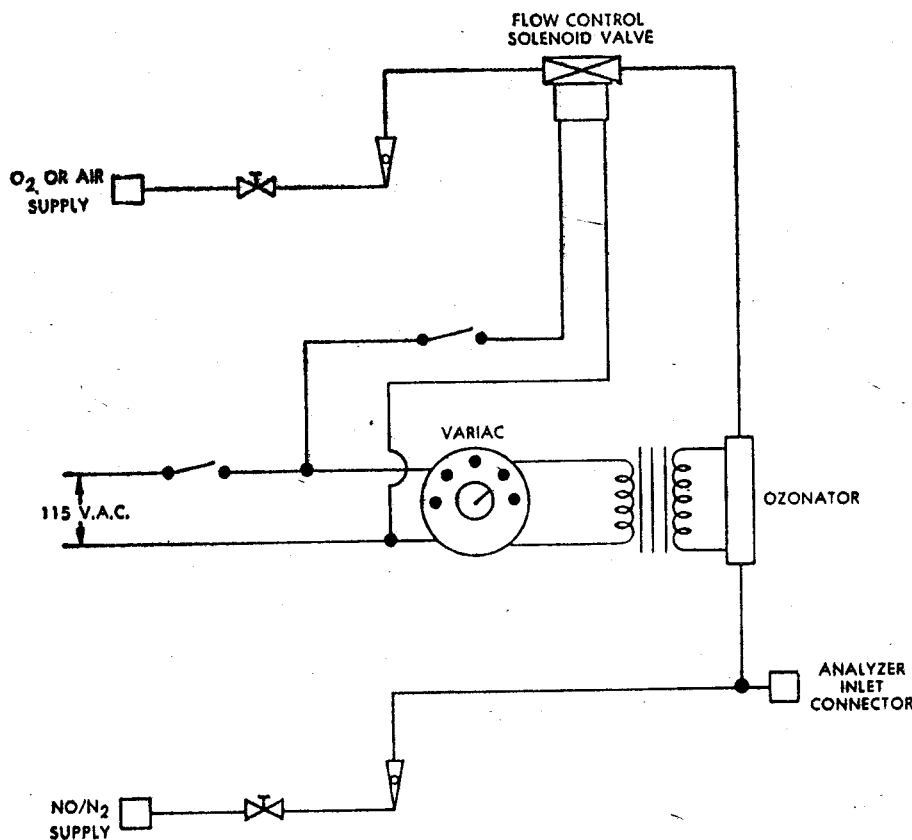 FLOW CONTROL
SOLENOID VALVE
O2, OR AIR
SUPPLY
VARIAC
115 V.A.C.
OZONATOR
ANALYZER
INLET
CONNECTOR
NO/N2
SUPPLY